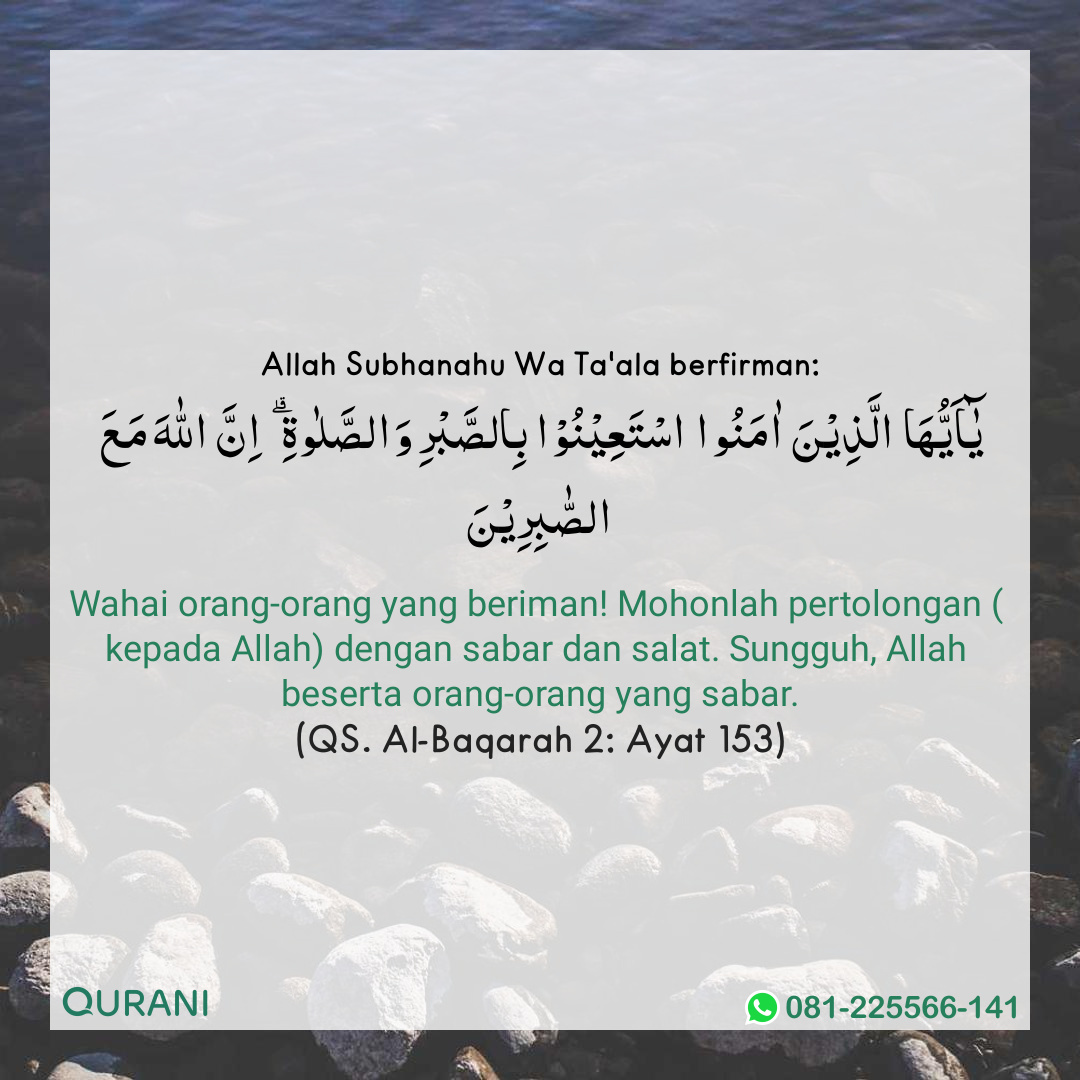 Allah Subhanahu Wa Ta'ala berfirman:
يٰٓاَيُّهَا الَّذِيْنَ اٰمَنُوا اسْتَعِيْنُوْا بِالصَّبْرِ وَالصَّلٰوةِ ۗ اِنَّ اللّٰهَ مَعَ
الصّٰبِرِيْنَ
Wahai orang-orang yang beriman! Mohonlah pertolongan (
kepada Allah) dengan sabar dan salat. Sungguh, Allah
beserta orang-orang yang sabar.
(QS. Al-Baqarah 2: Ayat 153)
QURANI
081-225566-141